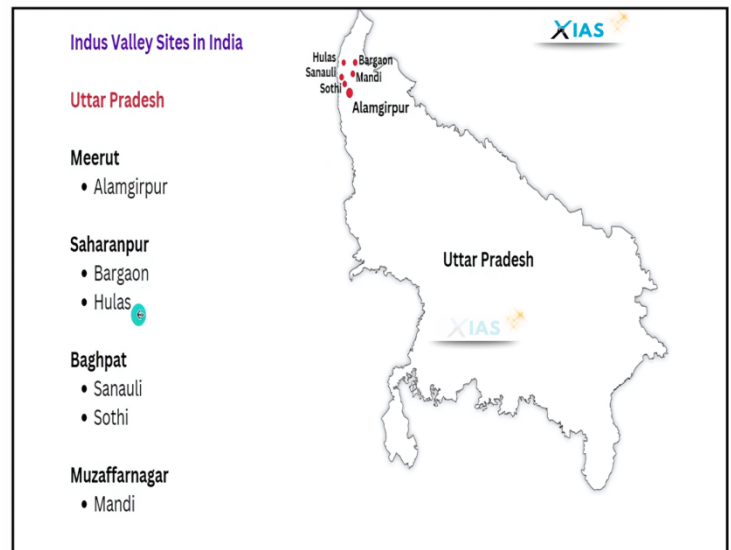 Indus Valley Sites in India
XIAS
Uttar Pradesh
Meerut
• Alamgirpur
Saharanpur
• Bargaon
• Hulas
Baghpat
• Sanauli
• Sothi
Muzaffarnagar
• Mandi
Hulas
Bargaon
Sanauli
Mandi
Sothi
Alamgirpur
Uttar Pradesh
XIAS